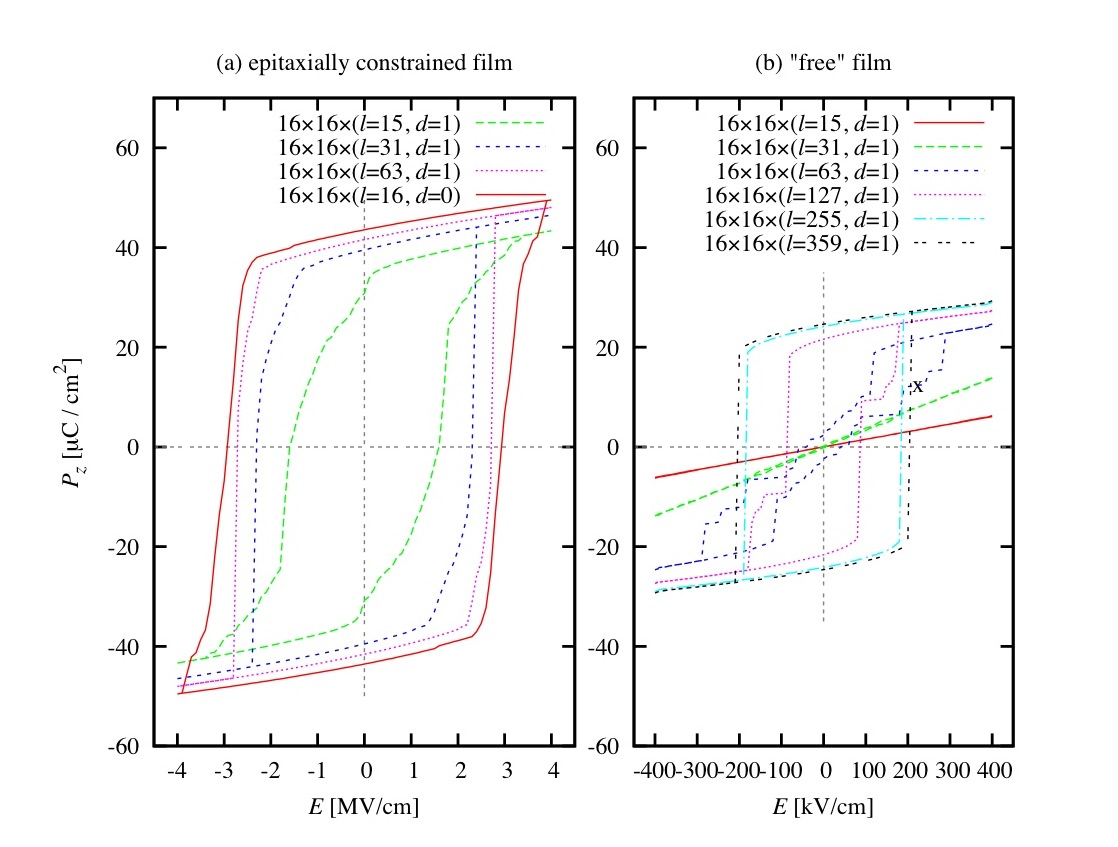 (a) epitaxially constrained film
(b) "free" film
16×16×(l=15, d=1)
16×16×(l=31, d=1)
16×16×(l=63, d=1)
16×16×(l=16, d=0)
16×16×(l=15, d=1)
16×16×(l=31, d=1)
16×16×(l=63, d=1)
16×16×(l=127, d=1)
16×16×(l=255, d=1)
16×16×(l=359, d=1)
x
P_z [μC / cm²]
60
40
20
0
-20
-40
-60
60
40
20
0
-20
-40
-60
-4 -3 -2 -1 0 1 2 3 4
-400 -300 -200 -100 0 100 200 300 400
E [MV/cm]
E [kV/cm]